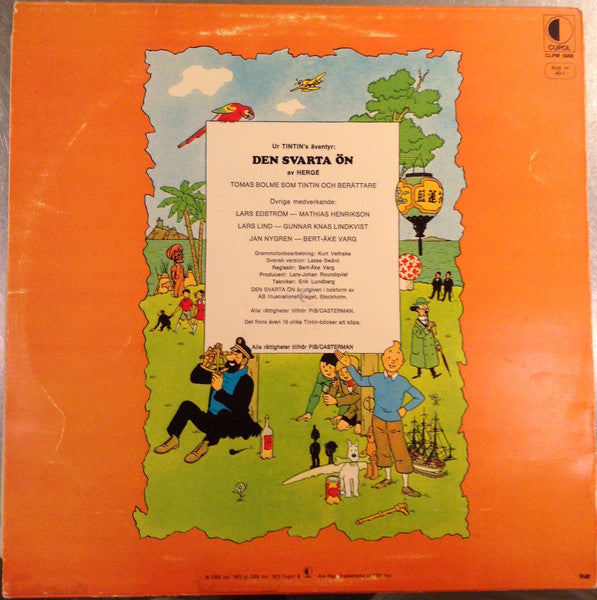 CUPOL
CLPM
Ur TINTIN's äventyr:
DEN SVARTA ÖN
av HERGÉ
TOMAS BOLME SOM TINTIN OCH BERÄTTARE
Övriga medverkande:
LARS EDSTRÖM — MATHIAS HENRIKSON
LARS LIND — GUNNAR KNAS LINDKVIST
JAN NYGREN — BERT-ÅKE VARG
Grammofonbearbetning: Kurt Vethake
Svensk version: Lasse Swärd
Regissör: Bert-Åke Varg
Producent: Lars-Johan Roundqvist
Tekniker: Erik Lundberg
DEN SVARTA ÖN är utgiven i bokform av
AB Illustrationsförlaget, Stockholm.
Alla rättigheter tillhör PIB/CASTERMAN.
Det finns även 16 olika Tintin-böcker att köpa.
Alla rättigheter tillhör PIB/CASTERMAN
HERGÉ